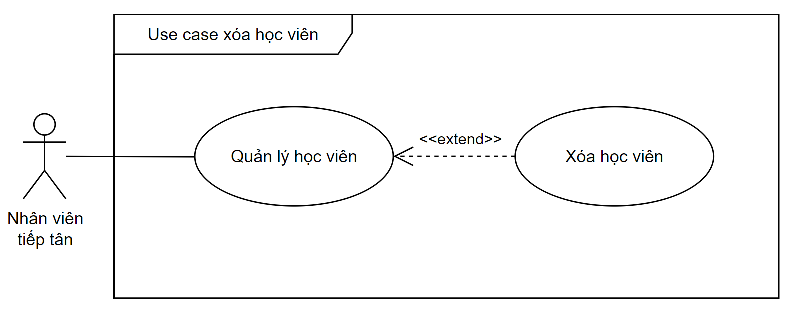 Use case xóa học viên
<<extend>>
Quản lý học viên
Xóa học viên
Nhân viên
tiếp tân